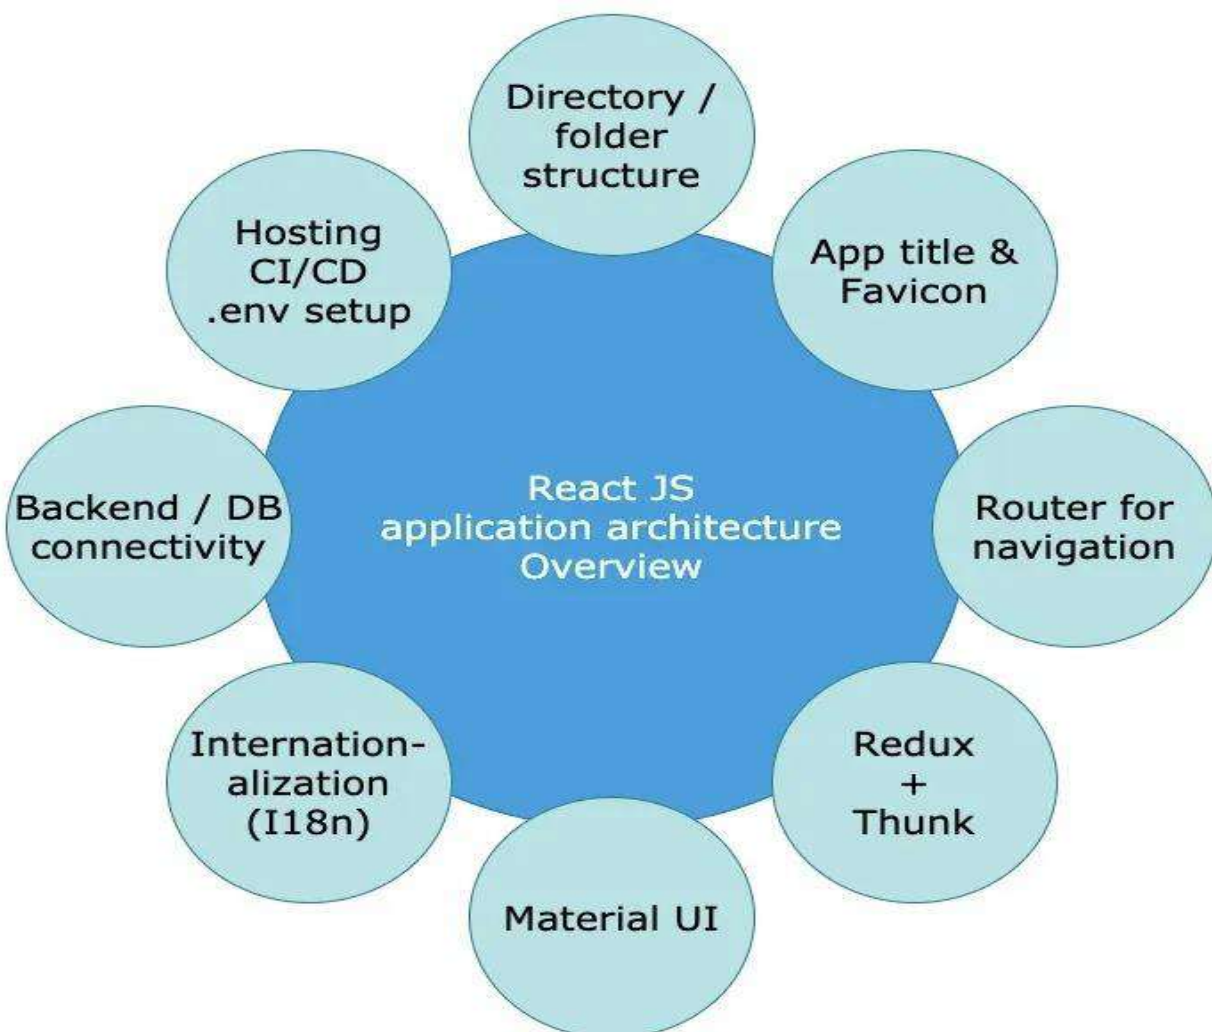 Directory /
folder
structure
App title &
Favicon
Router for
navigation
Redux
+
Thunk
Material UI
Internation-
alization
(I18n)
Backend / DB
connectivity
Hosting
CI/CD
.env setup
React JS
application architecture
Overview